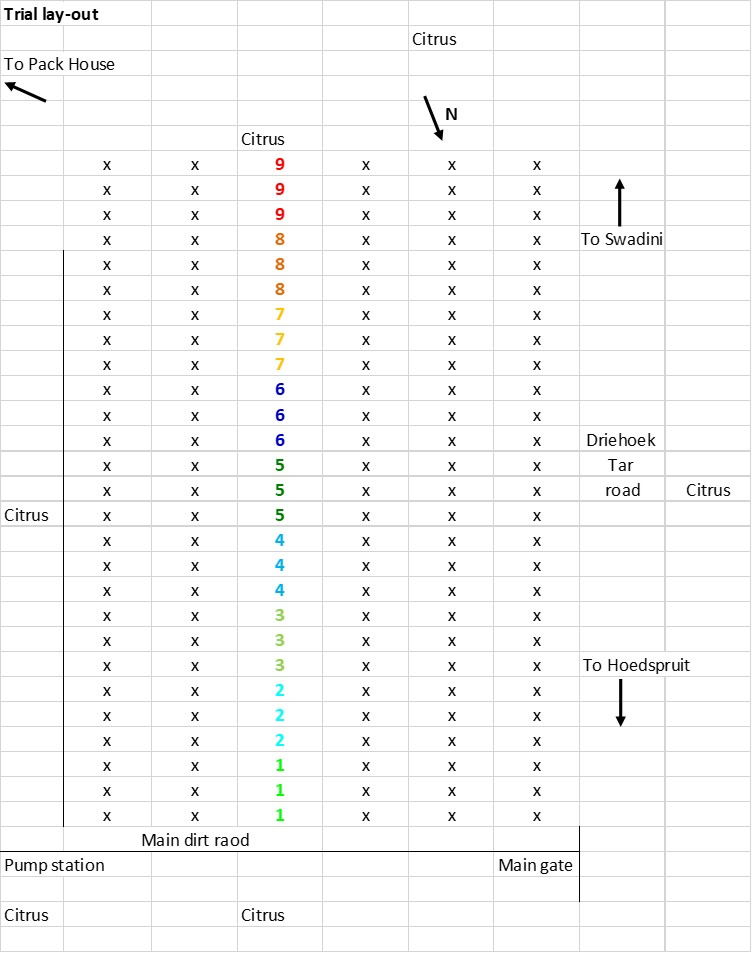 Trial lay-out
Citrus
To Pack House
N
Citrus
x x 9 x x x
x x 9 x x x
x x 9 x x x
x x 8 x x x To Swadini
x x 8 x x x
x x 8 x x x
x x 7 x x x
x x 7 x x x
x x 7 x x x
x x 6 x x x
x x 6 x x x
x x 6 x x x Driehoek
x x 5 x x x Tar
x x 5 x x x road Citrus
Citrus x x 5 x x x
x x 4 x x x
x x 4 x x x
x x 4 x x x
x x 3 x x x
x x 3 x x x
x x 3 x x x To Hoedspruit
x x 2 x x x
x x 2 x x x
x x 2 x x x
x x 1 x x x
x x 1 x x x
x x 1 x x x
Main dirt raod
Pump station Main gate
Citrus Citrus